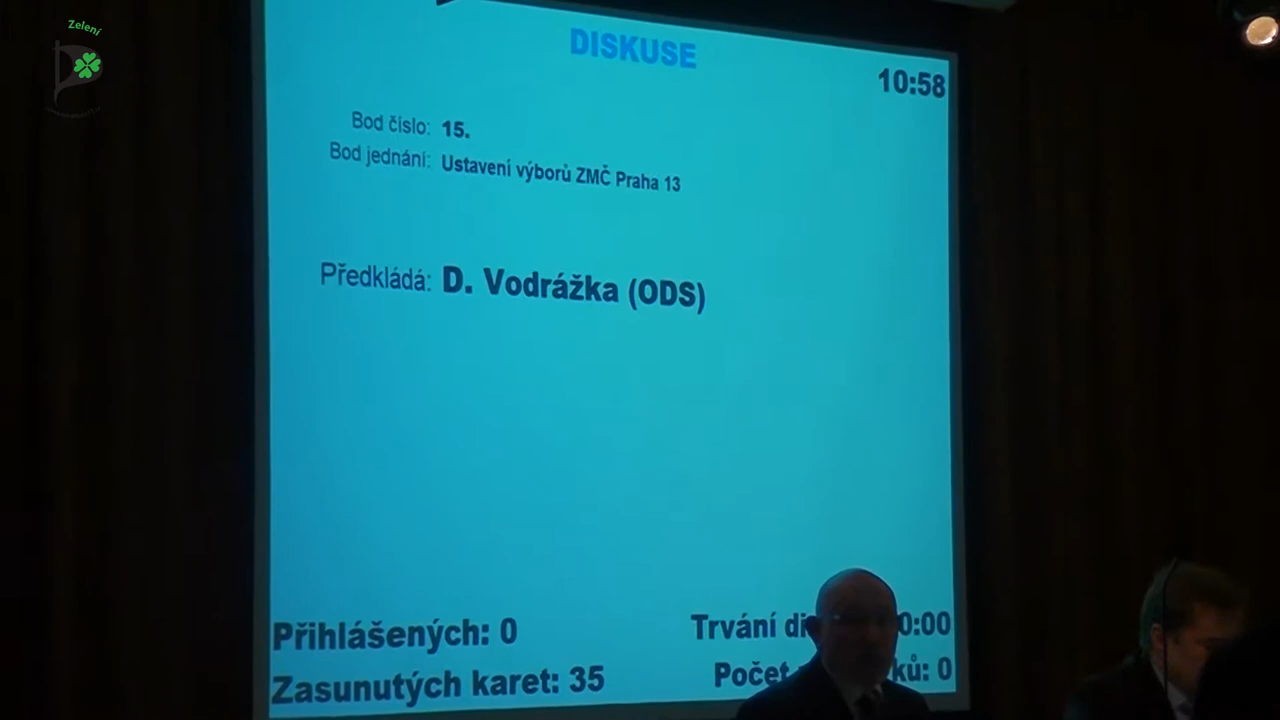 Zelení
DISKUSE
10:58
Bod číslo: 15.
Bod jednání: Ustavení výborů ZMČ Praha 13
Předkládá: D. Vodrážka (ODS)
Přihlášených: 0
Trvání di 0:00
Zasunutých karet: 35
Počet ků: 0